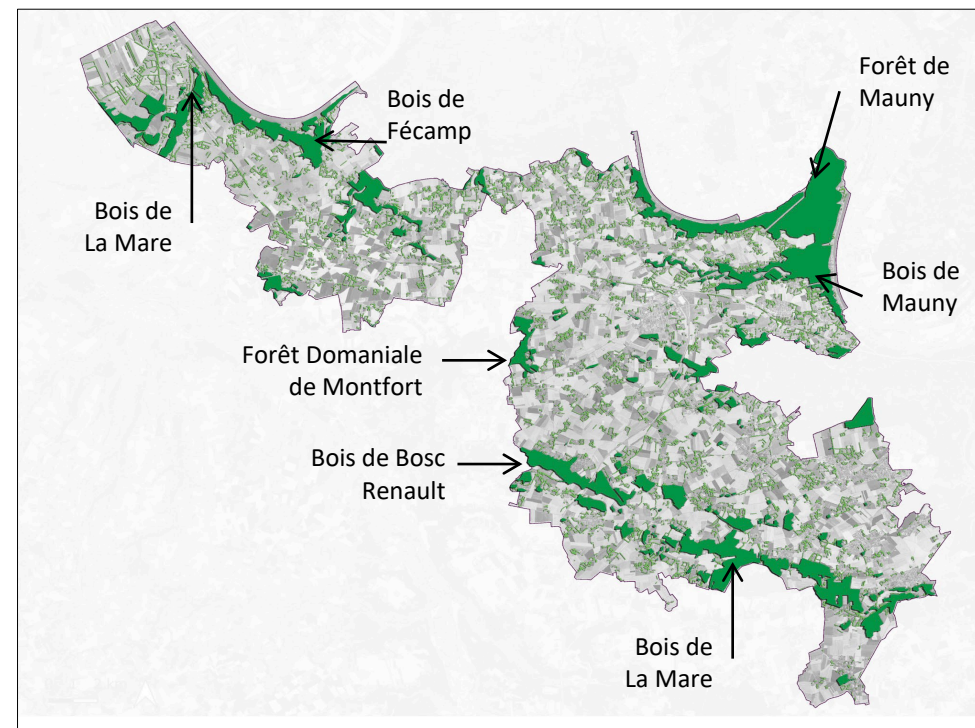 Forêt de
Mauny
Bois de
Fécamp
Bois de
La Mare
Bois de
Mauny
Forêt Domaniale
de Montfort
Bois de Bosc
Renault
Bois de
La Mare